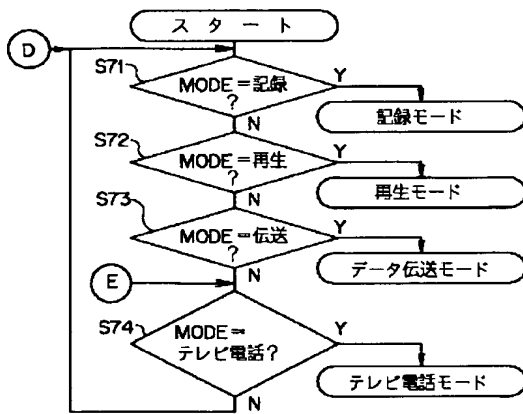 スタート
D
S71
MODE=記録
?
Y
記録モード
N
S72
MODE=再生
?
Y
再生モード
N
S73
MODE=伝送
?
Y
データ伝送モード
N
E
S74
MODE=
テレビ電話?
Y
テレビ電話モード
N